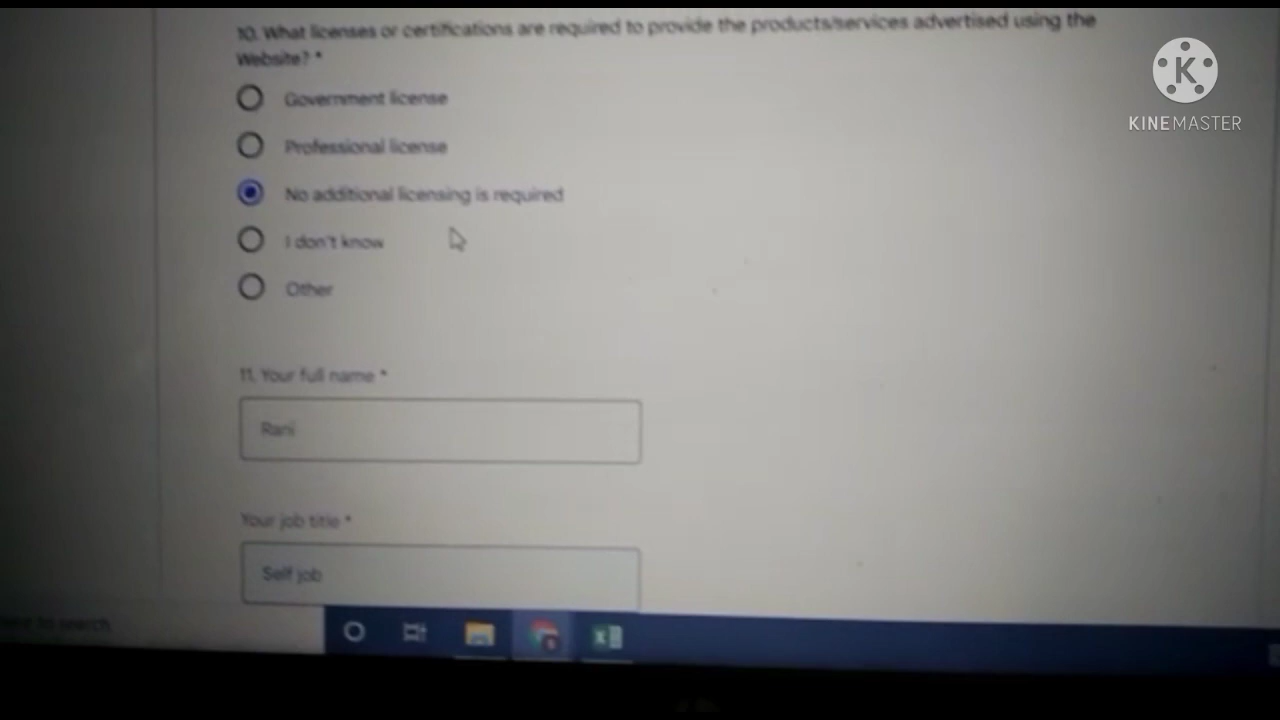 10. What licenses or certifications are required to provide the products/services advertised using the
Website? *
Government license
Professional license
No additional licensing is required
I don't know
Other
11. Your full name *
Rani
Your job title *
Self job
to search
K
KINEMASTER